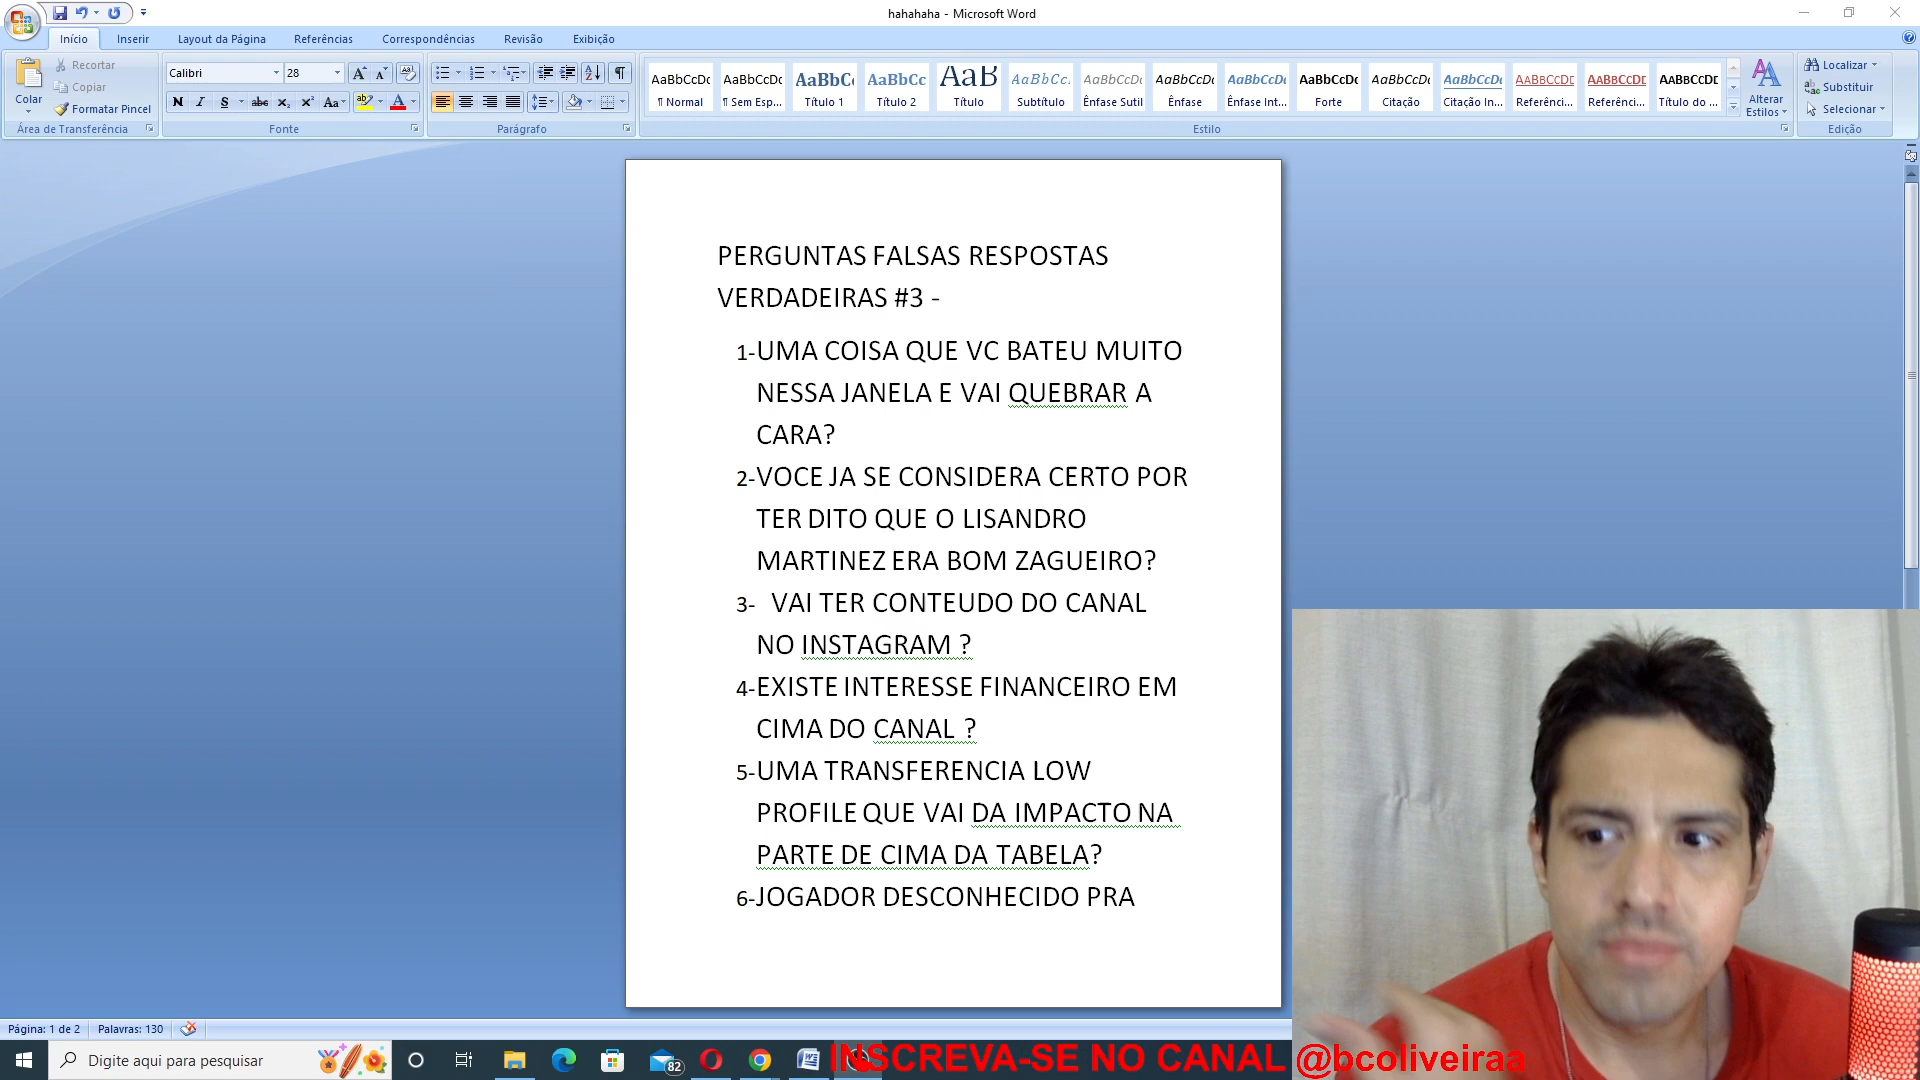 hahahaha - Microsoft Word
Início Inserir Layout da Página Referências Correspondências Revisão Exibição
Colar
Recortar
Copiar
Formatar Pincel
Área de Transferência
Calibri 28
N I S abc x₂ x² Aa
Fonte
Parágrafo
AaBbCcDc AaBbCcDc AaBbC AaBbCc AaB AaBbCc. AaBbCcDc AaBbCcDc AaBbCcDc AaBbCcDc AaBbCcDc AaBbCcDc AABBCCDD AABBCCDD AABBCCDD
¶ Normal ¶ Sem Esp... Título 1 Título 2 Título Subtítulo Ênfase Sutil Ênfase Ênfase Int... Forte Citação Citação In... Referênci... Referênci... Título do ...
Estilo
Alterar
Estilos
Localizar
Substituir
Selecionar
Edição
PERGUNTAS FALSAS RESPOSTAS
VERDADEIRAS #3 -
1-UMA COISA QUE VC BATEU MUITO
NESSA JANELA E VAI QUEBRAR A
CARA?
2-VOCE JA SE CONSIDERA CERTO POR
TER DITO QUE O LISANDRO
MARTINEZ ERA BOM ZAGUEIRO?
3- VAI TER CONTEUDO DO CANAL
NO INSTAGRAM ?
4-EXISTE INTERESSE FINANCEIRO EM
CIMA DO CANAL ?
5-UMA TRANSFERENCIA LOW
PROFILE QUE VAI DA IMPACTO NA
PARTE DE CIMA DA TABELA?
6-JOGADOR DESCONHECIDO PRA
Página: 1 de 2 Palavras: 130
Digite aqui para pesquisar
82
INSCREVA-SE NO CANAL @bcoliveiraa